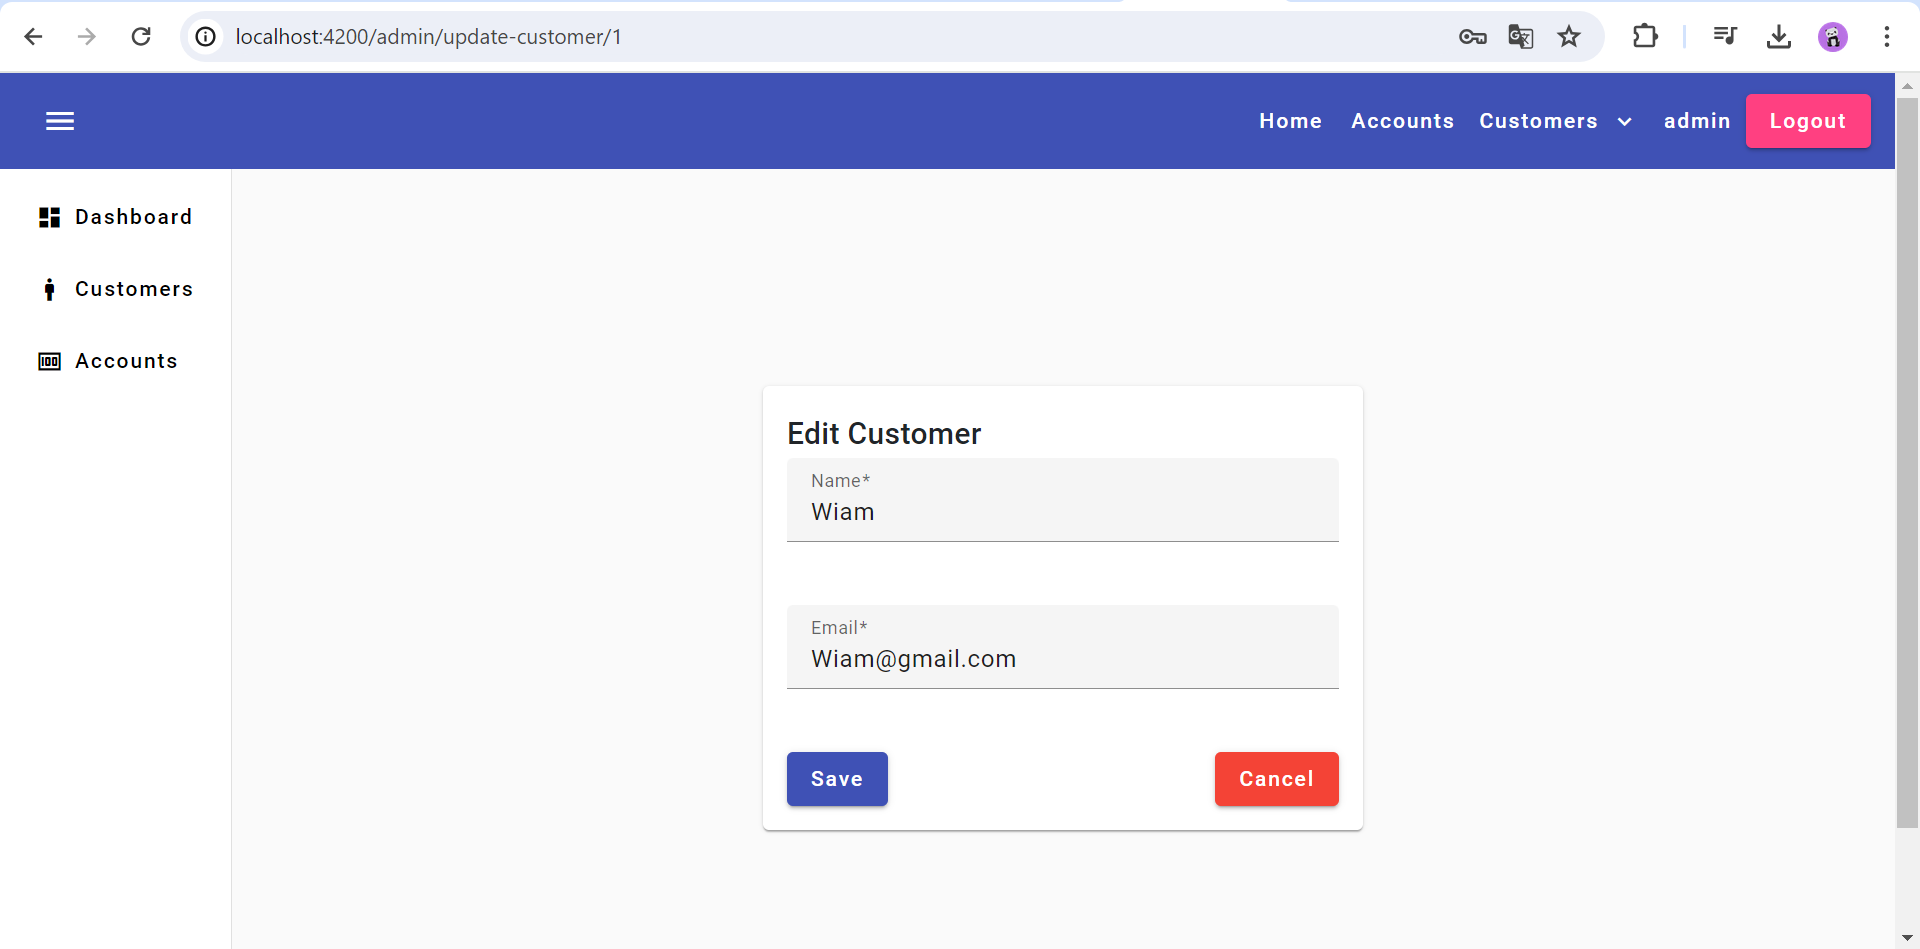 localhost:4200/admin/update-customer/1
Home Accounts Customers admin Logout
Dashboard
Customers
Accounts
Edit Customer
Name*
Wiam
Email*
Wiam@gmail.com
Save Cancel